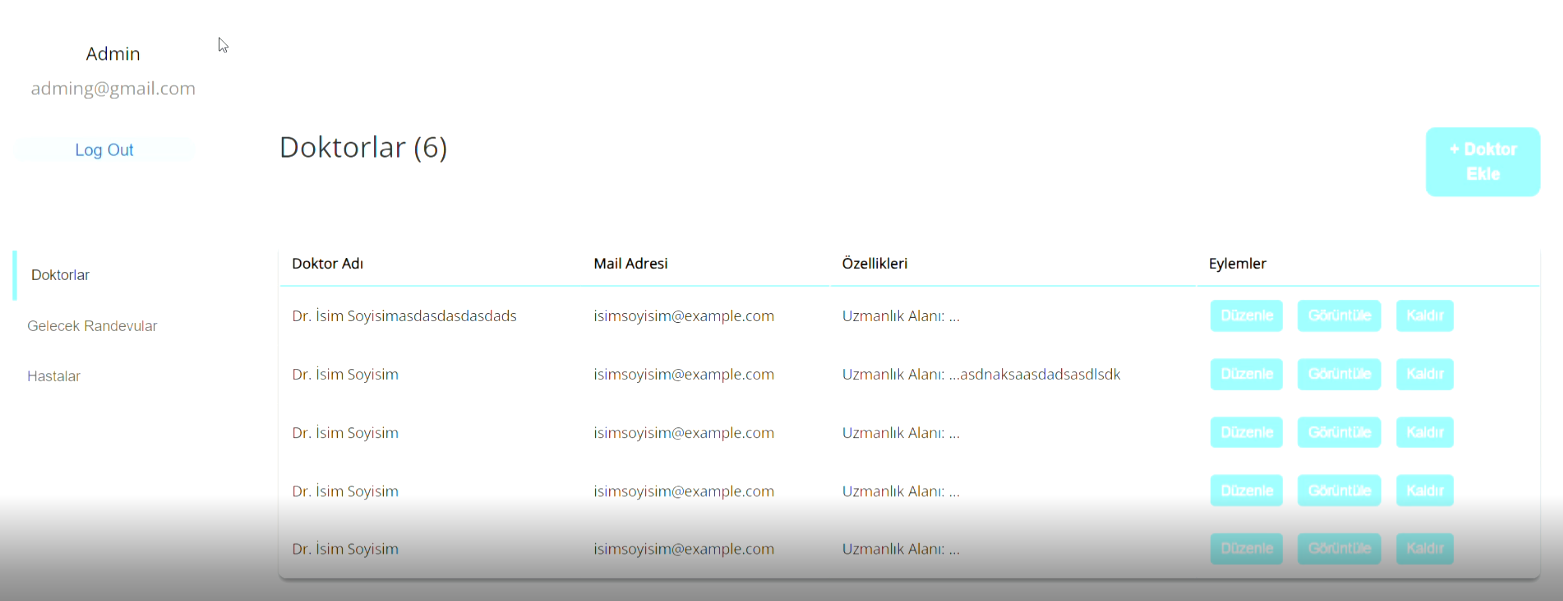 Admin
adming@gmail.com
Log Out
Doktorlar (6)
+ Doktor
Ekle
Doktorlar
Gelecek Randevular
Hastalar
Doktor Adı Mail Adresi Özellikleri Eylemler
Dr. İsim Soyisimasdasdasdasdads isimsoyisim@example.com Uzmanlık Alanı: ... Düzenle Görüntüle Kaldır
Dr. İsim Soyisim isimsoyisim@example.com Uzmanlık Alanı: ...asdnaksaasdadsasdlsdk Düzenle Görüntüle Kaldır
Dr. İsim Soyisim isimsoyisim@example.com Uzmanlık Alanı: ... Düzenle Görüntüle Kaldır
Dr. İsim Soyisim isimsoyisim@example.com Uzmanlık Alanı: ... Düzenle Görüntüle Kaldır
Dr. İsim Soyisim isimsoyisim@example.com Uzmanlık Alanı: ... Düzenle Görüntüle Kaldır